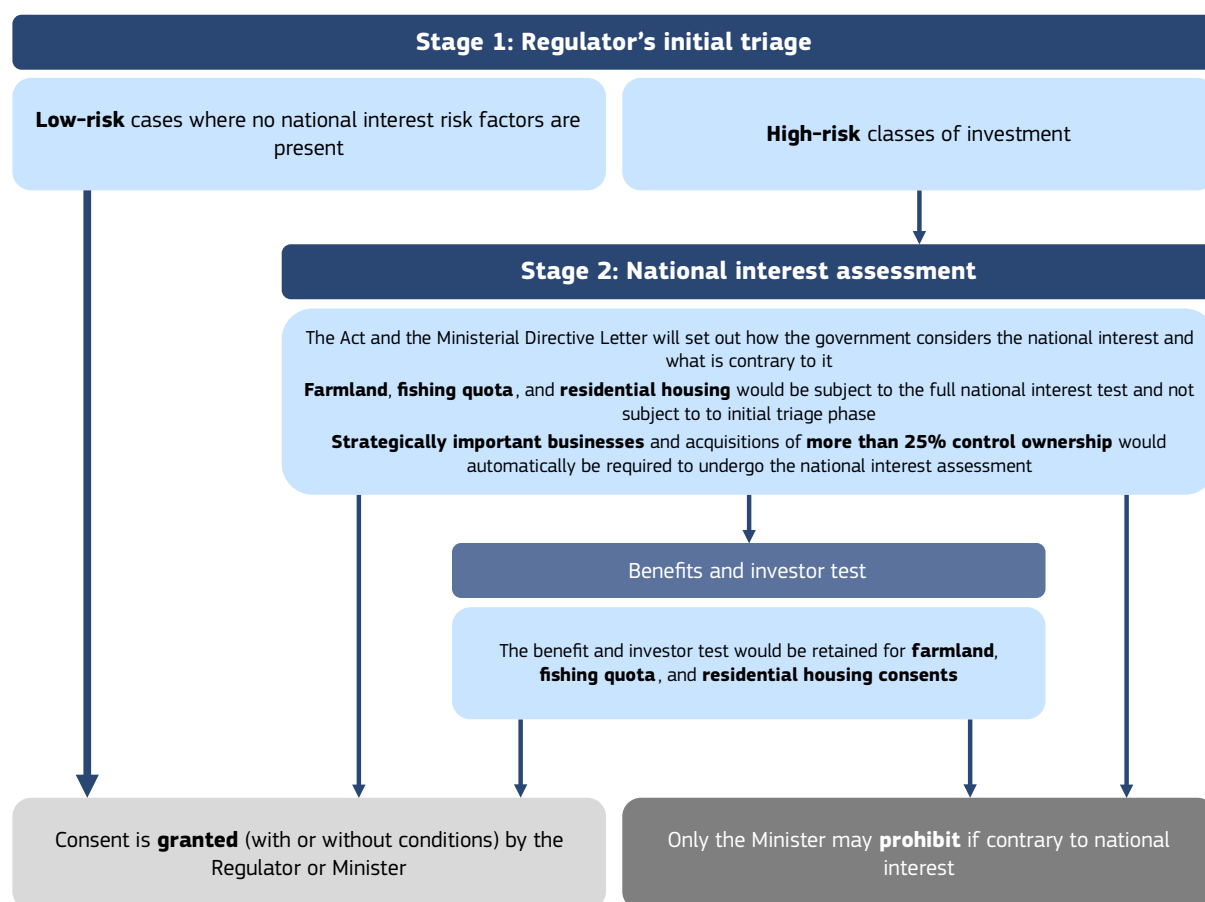 Stage 1: Regulator's initial triage
Low-risk cases where no national interest risk factors are
present
High-risk classes of investment
Stage 2: National interest assessment
The Act and the Ministerial Directive Letter will set out how the government considers the national interest and
what is contrary to it
Farmland, fishing quota, and residential housing would be subject to the full national interest test and not
subject to to initial triage phase
Strategically important businesses and acquisitions of more than 25% control ownership would
automatically be required to undergo the national interest assessment
Benefits and investor test
The benefit and investor test would be retained for farmland,
fishing quota, and residential housing consents
Consent is granted (with or without conditions) by the
Regulator or Minister
Only the Minister may prohibit if contrary to national
interest